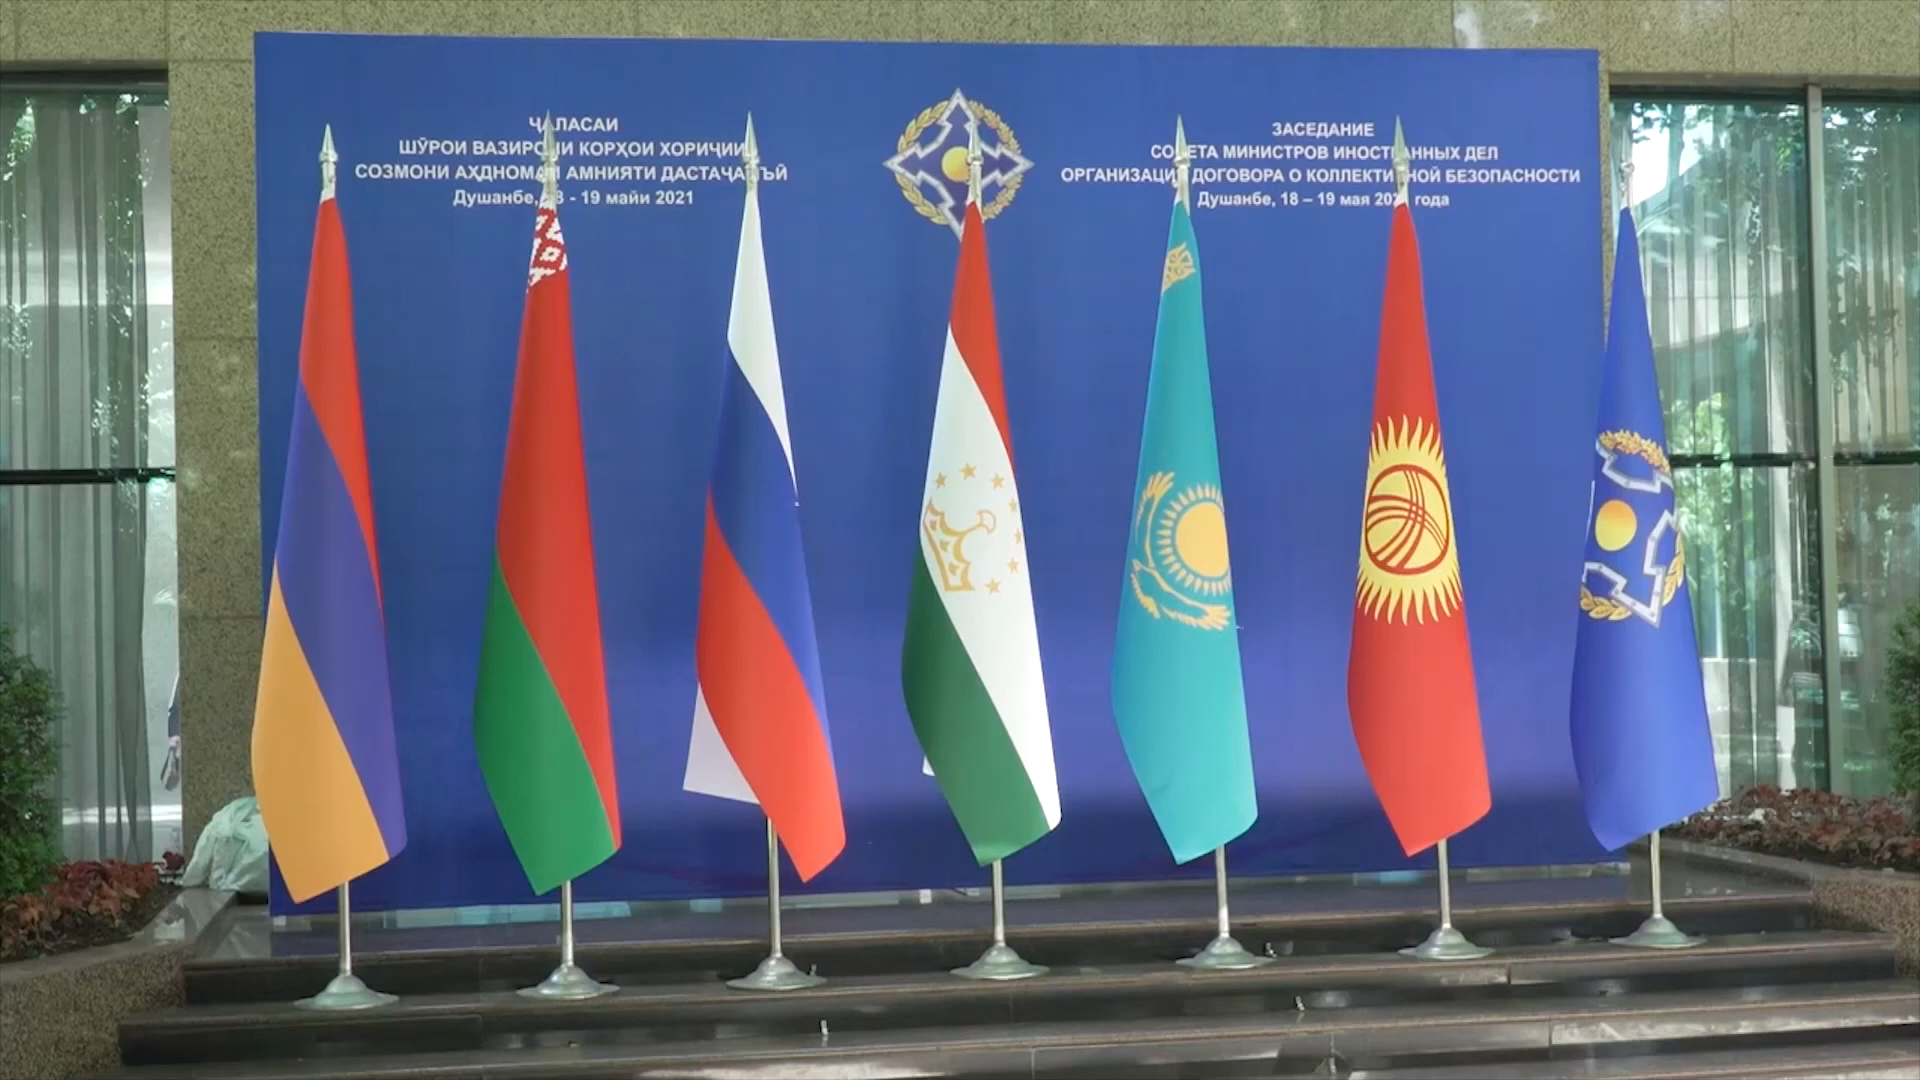 ҶАЛАСАИ
ШӮРОИ ВАЗИРОНИ КОРҲОИ ХОРИҶИИ
СОЗМОНИ АҲДНОМАИ АМНИЯТИ ДАСТАҶАМЪӢ
Душанбе, 18 - 19 майи 2021
ЗАСЕДАНИЕ
СОВЕТА МИНИСТРОВ ИНОСТРАННЫХ ДЕЛ
ОРГАНИЗАЦИИ ДОГОВОРА О КОЛЛЕКТИВНОЙ БЕЗОПАСНОСТИ
Душанбе, 18 – 19 мая 2021 года